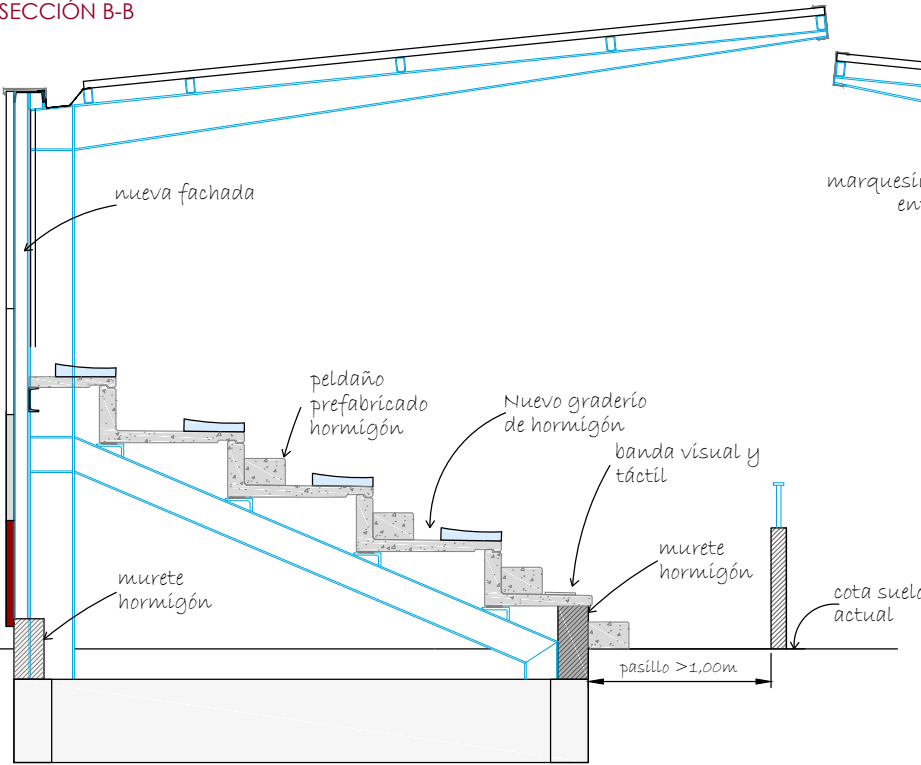 SECCIÓN B-B
nueva fachada
peldaño
prefabricado
hormigón
Nuevo graderío
de hormigón
banda visual y
táctil
murete
hormigón
murete
hormigón
cota suelo
actual
pasillo >1,00m